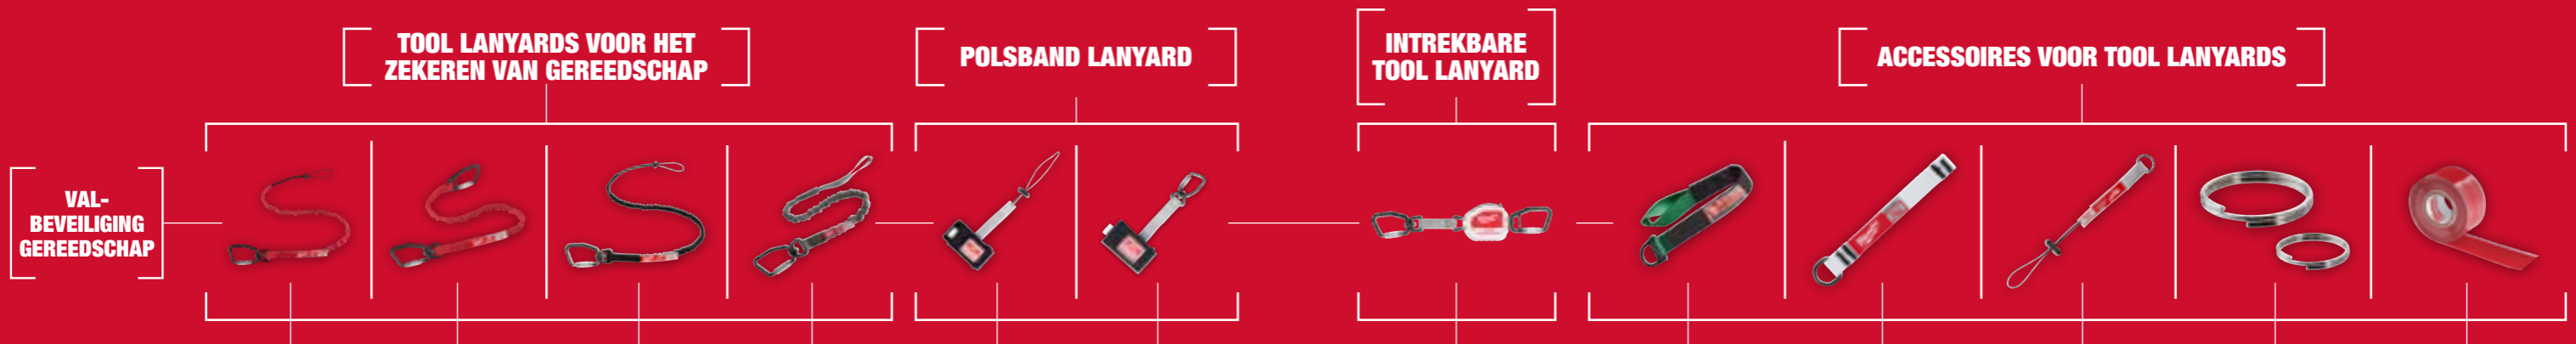 TOOL LANYARDS VOOR HET
ZEKEREN VAN GEREEDSCHAP
POLSBAND LANYARD
INTREKBARE
TOOL LANYARD
ACCESSOIRES VOOR TOOL LANYARDS
VAL-
BEVEILIGING
GEREEDSCHAP